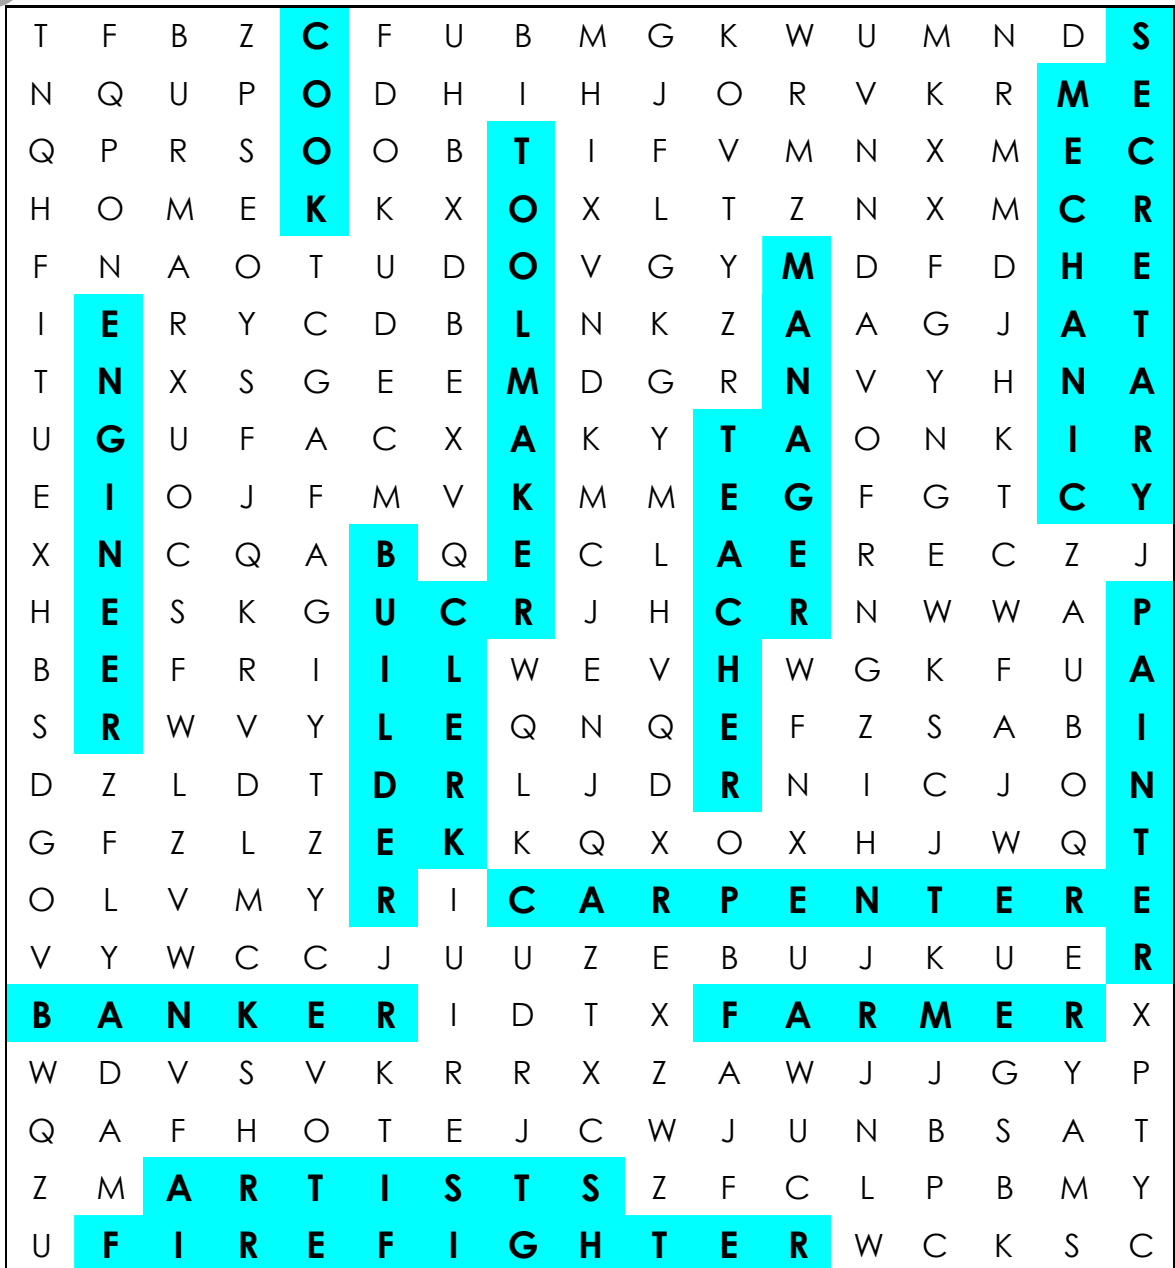 T F B Z C F U B M G K W U M N D S
N Q U P O D H I H J O R V K R M E
Q P R S O O B T I F V M N X M E C
H O M E K K X O X L T Z N X M C R
F N A O T U D O V G Y M D F D H E
I E R Y C D B L N K Z A A G J A T
T N X S G E E M D G R N V Y H N A
U G U F A C X A K Y T A O N K I R
E I O J F M V K M M E G F G T C Y
X N C Q A B Q E C L A E R E C Z J
H E S K G U C R J H C R N W W A P
B E F R I I L W E V H W G K F U A
S R W V Y L E Q N Q E F Z S A B I
D Z L D T D R L J D R N I C J O N
G F Z L Z E K K Q X O X H J W Q T
O L V M Y R I C A R P E N T E R E
V Y W C C J U U Z E B U J K U E R
B A N K E R I D T X F A R M E R X
W D V S V K R R X Z A W J J G Y P
Q A F H O T E J C W J U N B S A T
Z M A R T I S T S Z F C L P B M Y
U F I R E F I G H T E R W C K S C